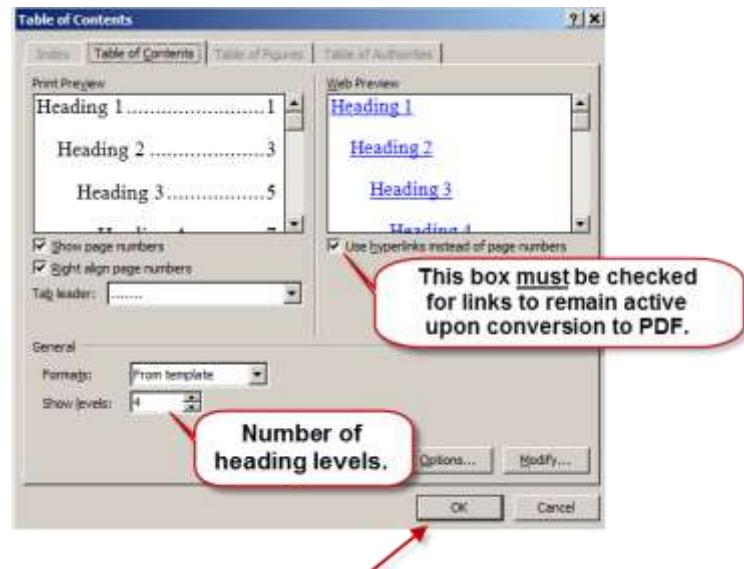 Table of Contents
Index Table of Contents Table of Figures Table of Authorities
Print Preview
Heading 1........................1
Heading 2.....................3
Heading 3..................5
Web Preview
Heading 1
Heading 2
Heading 3
Heading 4
Show page numbers
Right align page numbers
Tab leader: .......
Use hyperlinks instead of page numbers
This box must be checked
for links to remain active
upon conversion to PDF.
General
Formats: From template
Show levels: 4
Number of
heading levels.
Options... Modify...
OK Cancel